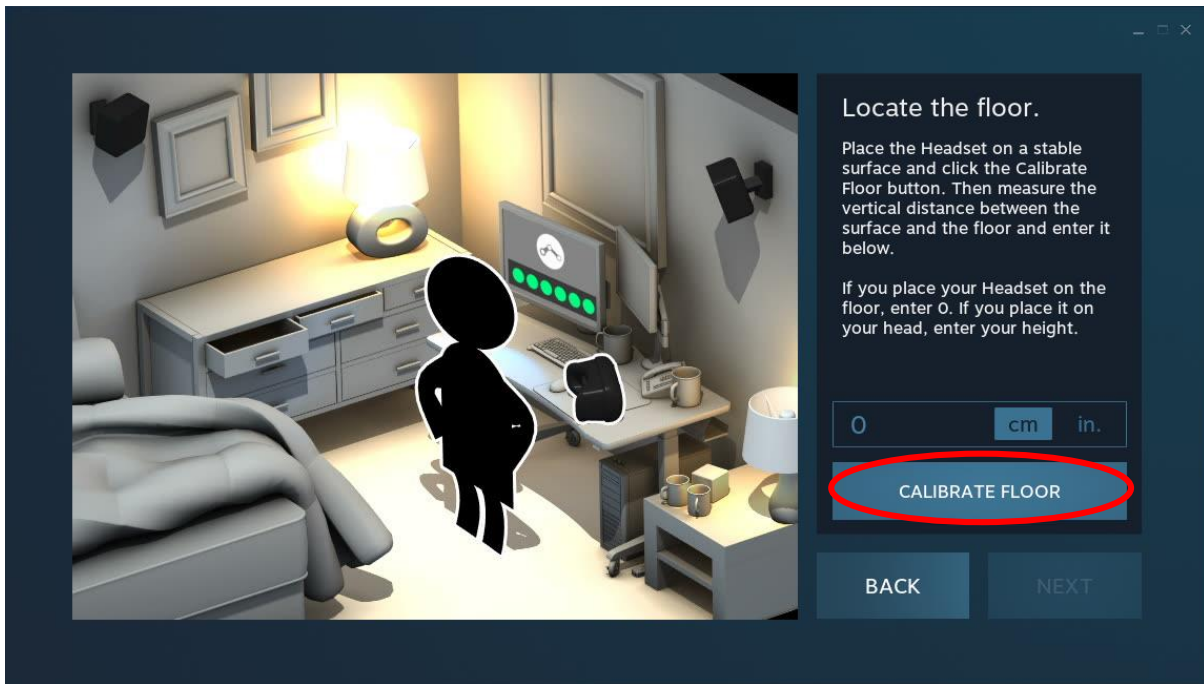 Locate the floor.
Place the Headset on a stable
surface and click the Calibrate
Floor button. Then measure the
vertical distance between the
surface and the floor and enter it
below.
If you place your Headset on the
floor, enter 0. If you place it on
your head, enter your height.
0 cm in.
CALIBRATE FLOOR
BACK NEXT